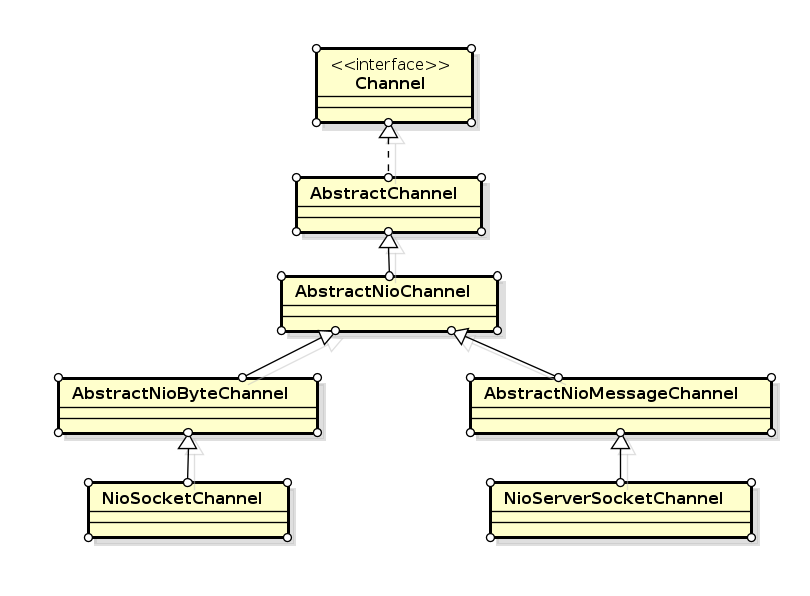 <<interface>>
Channel
AbstractChannel
AbstractNioChannel
AbstractNioByteChannel
AbstractNioMessageChannel
NioSocketChannel
NioServerSocketChannel